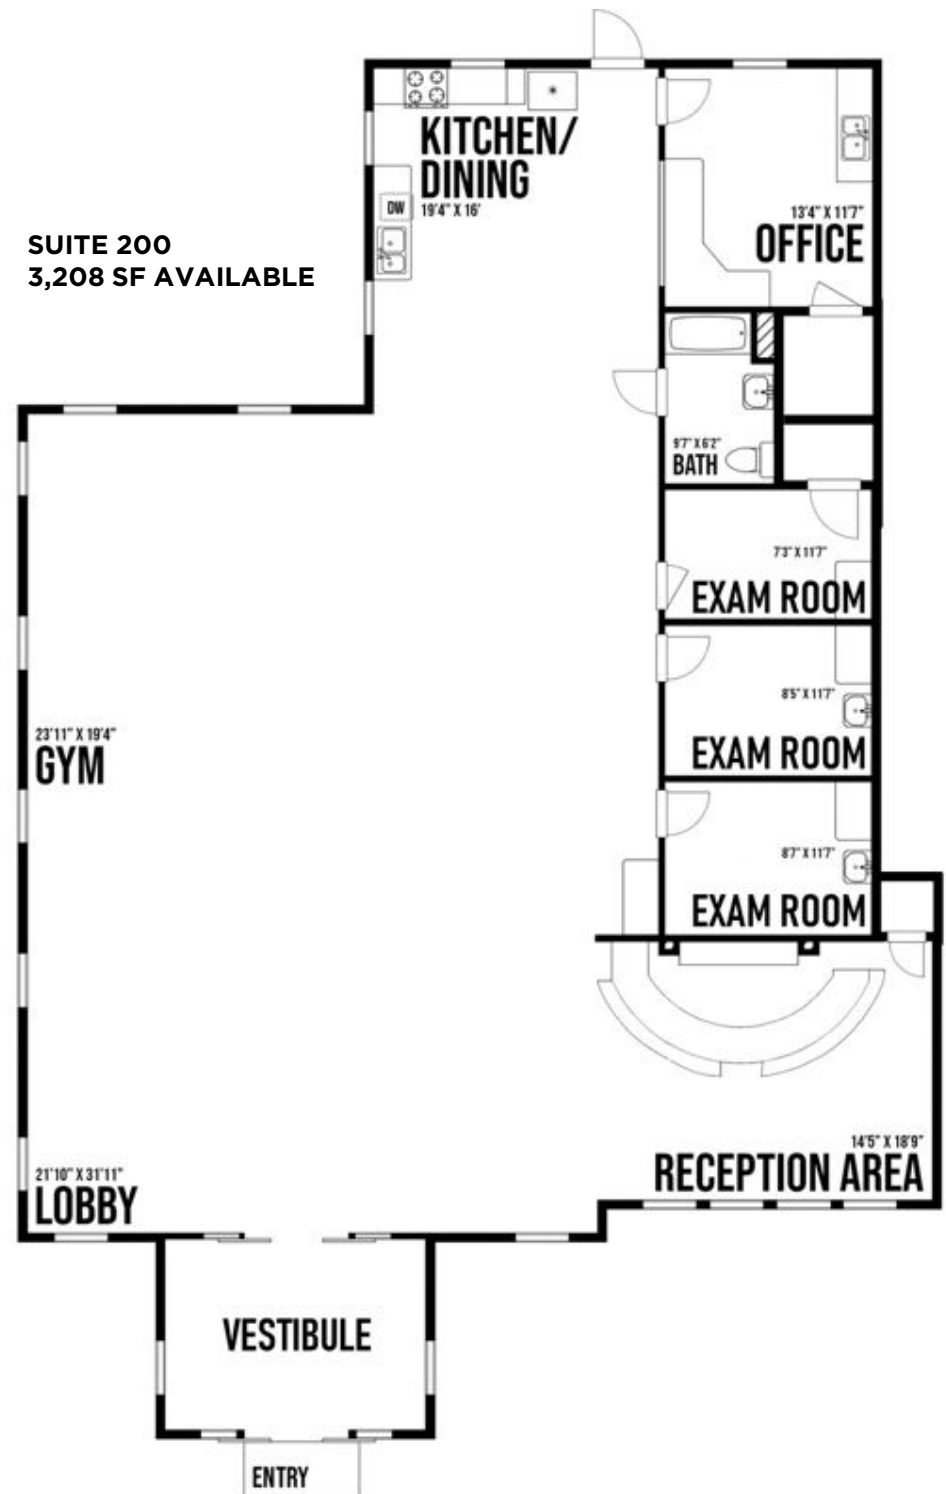 KITCHEN/
DINING
19'4" X 16'
DW
13'4" X 11'7"
OFFICE
SUITE 200
3,208 SF AVAILABLE
9'7" X 6'2"
BATH
7'3" X 11'7"
EXAM ROOM
8'5" X 11'7"
EXAM ROOM
23'11" X 19'4"
GYM
8'7" X 11'7"
EXAM ROOM
14'5" X 18'9"
RECEPTION AREA
21'10" X 31'11"
LOBBY
VESTIBULE
ENTRY